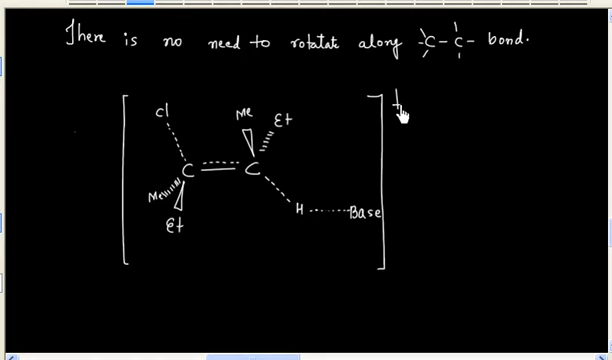 There is no need to rotatate along -C-C- bond.
Cl
Me Et
C C
Me
Et
H Base